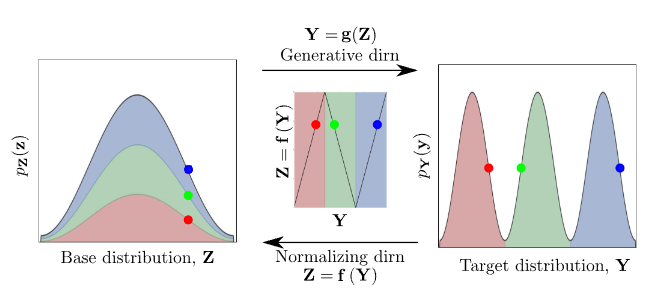 Y = g(Z)
Generative dirn
p_Z(z)
Z = f (Y)
Y
p_Y(y)
Base distribution, Z
Normalizing dirn
Z = f (Y)
Target distribution, Y